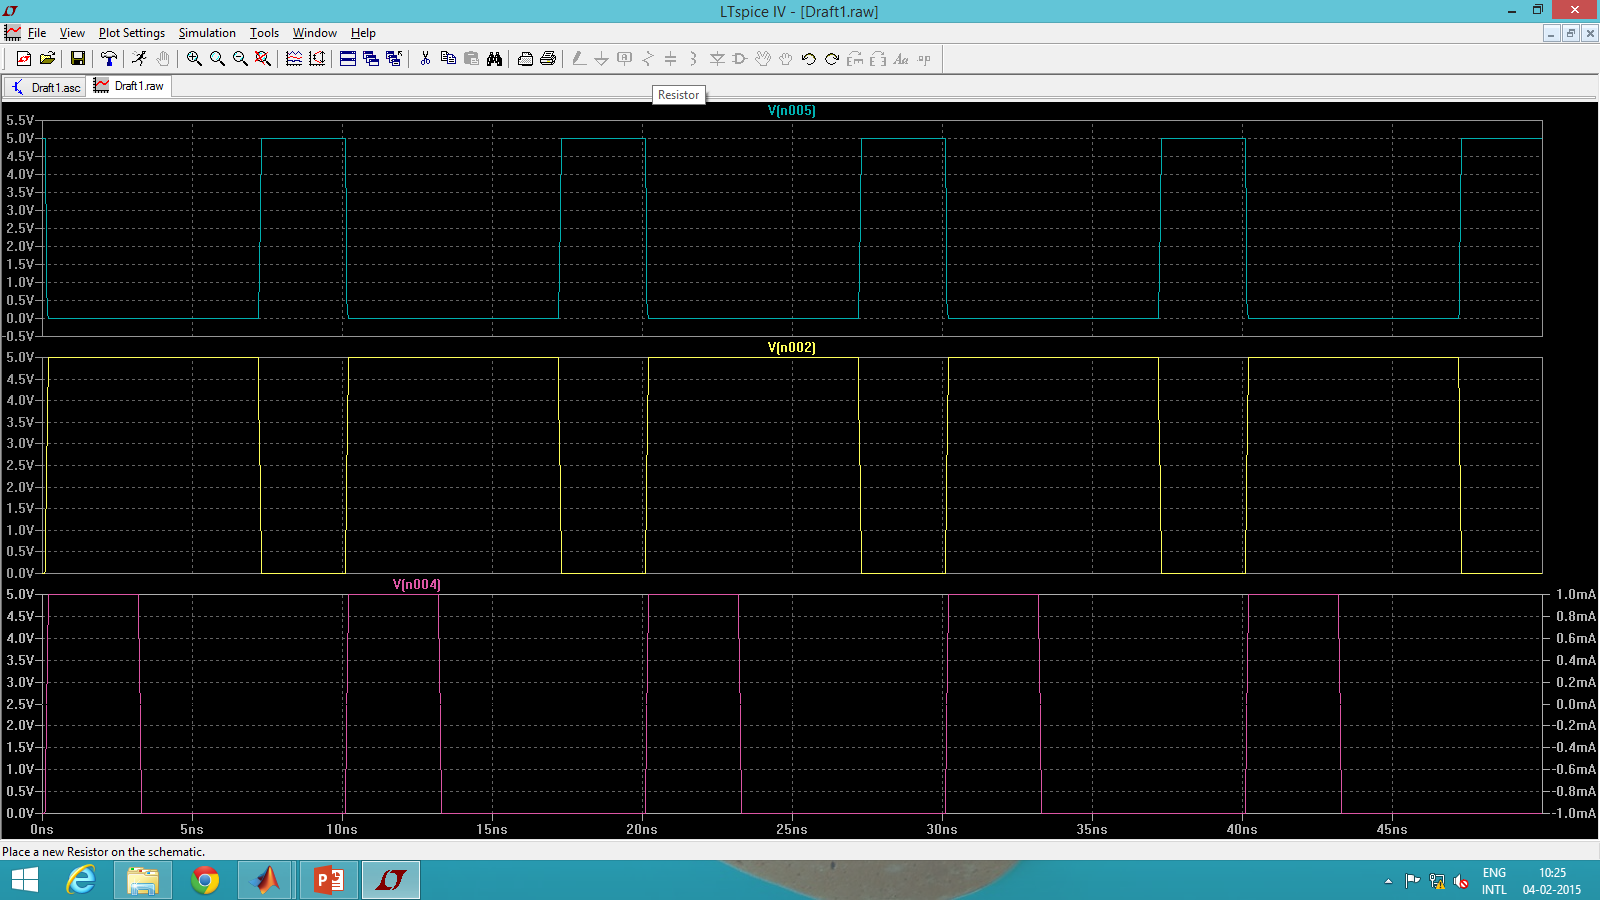 LTspice IV - [Draft1.raw]
File View Plot Settings Simulation Tools Window Help
Draft1.asc Draft1.raw
Resistor
V(n005)
5.5V
5.0V
4.5V
4.0V
3.5V
3.0V
2.5V
2.0V
1.5V
1.0V
0.5V
0.0V
-0.5V
V(n002)
5.0V
4.5V
4.0V
3.5V
3.0V
2.5V
2.0V
1.5V
1.0V
0.5V
0.0V
V(n004)
5.0V 1.0mA
4.5V 0.8mA
4.0V 0.6mA
3.5V 0.4mA
3.0V 0.2mA
2.5V 0.0mA
2.0V -0.2mA
1.5V -0.4mA
1.0V -0.6mA
0.5V -0.8mA
0.0V -1.0mA
0ns 5ns 10ns 15ns 20ns 25ns 30ns 35ns 40ns 45ns
Place a new Resistor on the schematic.
ENG 10:25
INTL 04-02-2015